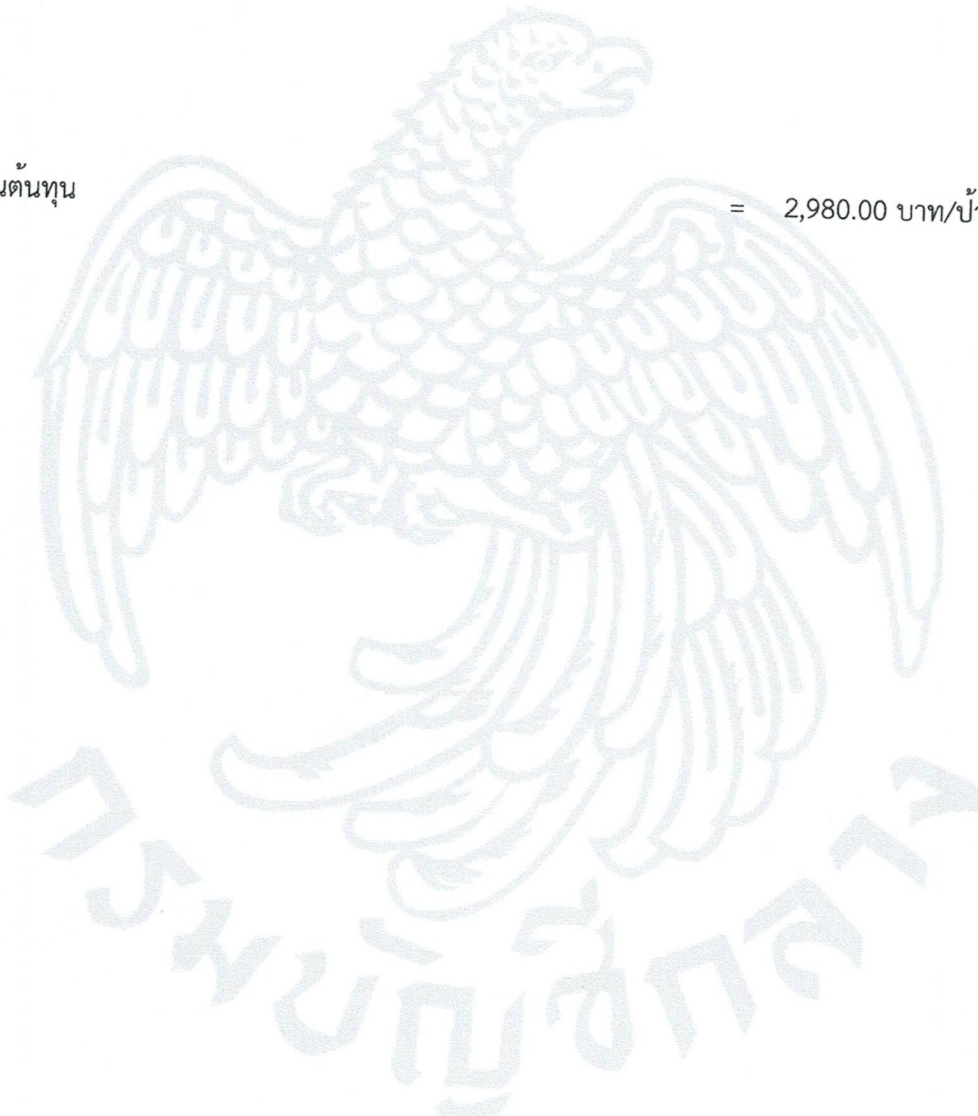 นต้นทุน
= 2,980.00 บาท/ป้
กรมบัญชีกลาง